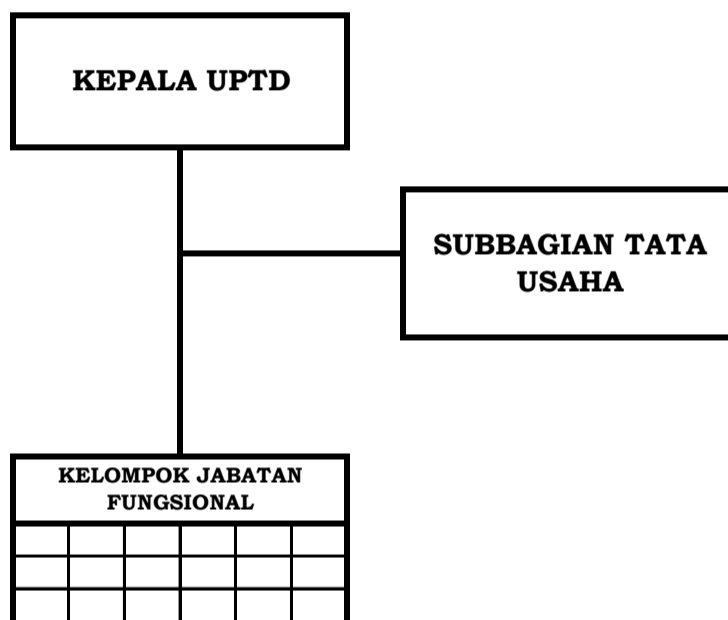 KEPALA UPTD
SUBBAGIAN TATA
USAHA
KELOMPOK JABATAN
FUNGSIONAL